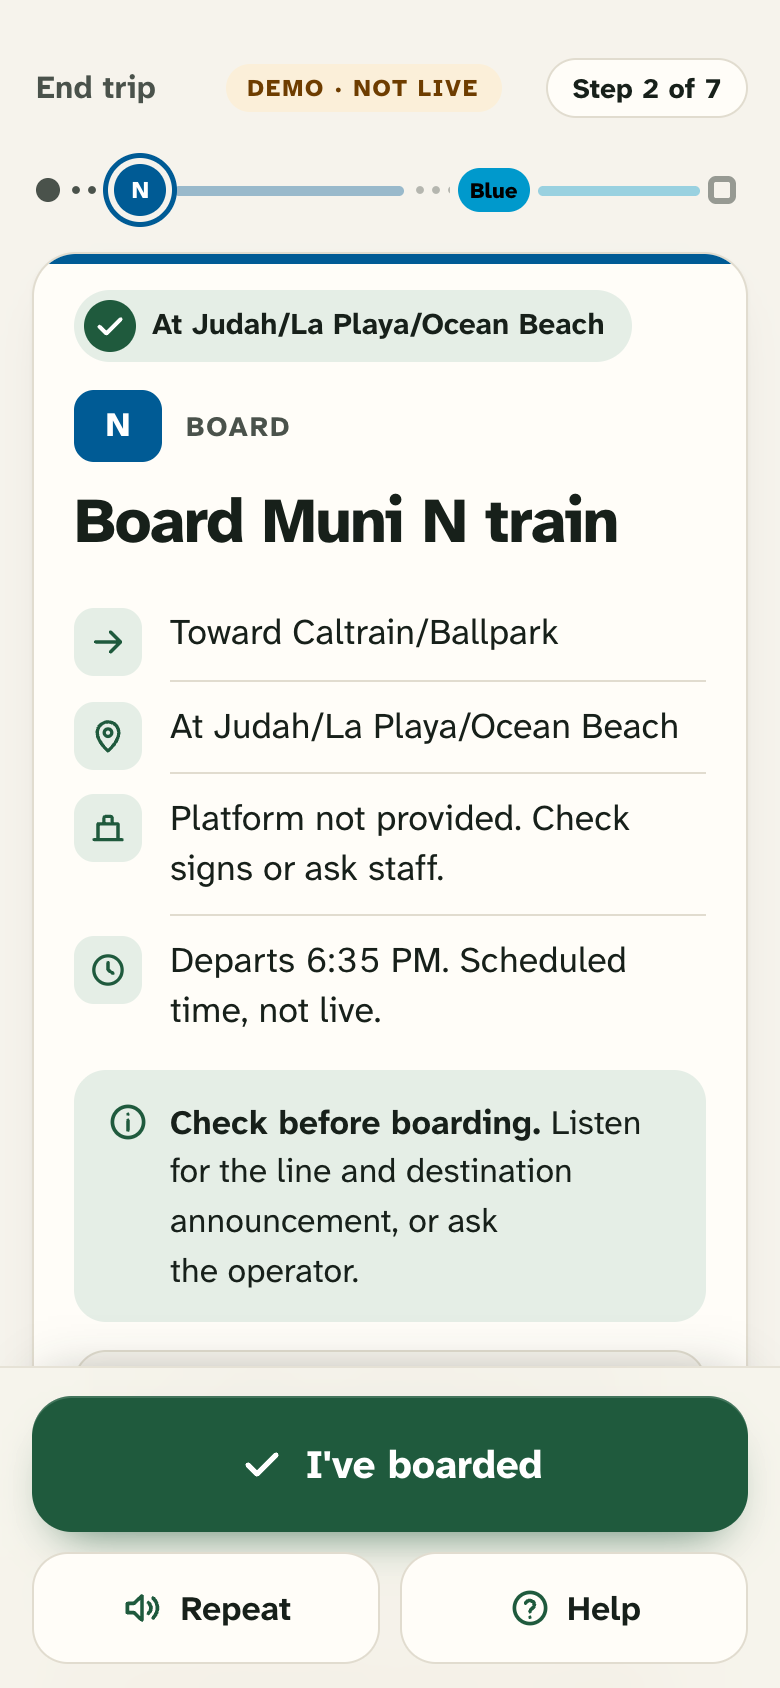 End trip
DEMO · NOT LIVE
Step 2 of 7
N
Blue
At Judah/La Playa/Ocean Beach
N
BOARD
Board Muni N train
Toward Caltrain/Ballpark
At Judah/La Playa/Ocean Beach
Platform not provided. Check
signs or ask staff.
Departs 6:35 PM. Scheduled
time, not live.
Check before boarding. Listen
for the line and destination
announcement, or ask
the operator.
I've boarded
Repeat
Help